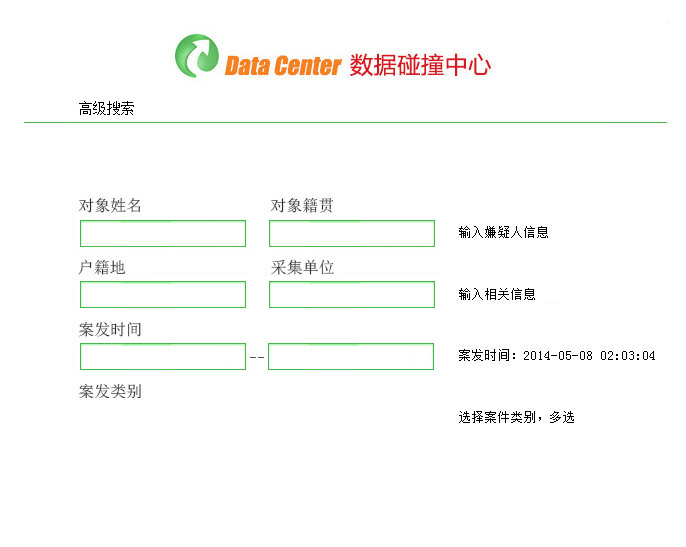 Data Center 数据碰撞中心
高级搜索
对象姓名 对象籍贯
输入嫌疑人信息
户籍地 采集单位
输入相关信息
案发时间
-- 案发时间：2014-05-08 02:03:04
案发类别
选择案件类别，多选